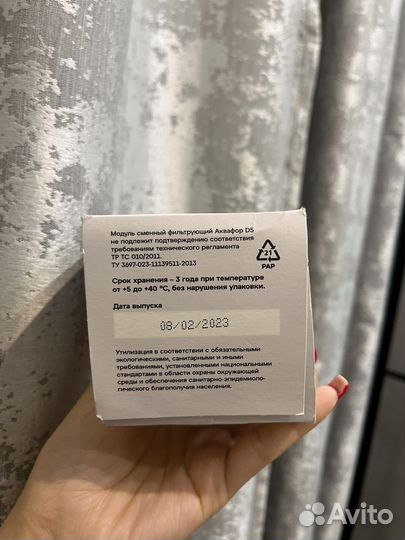 Модуль сменный фильтрующий Аквафор D5
не подлежит подтверждению соответствия
требованиям технического регламента
ТР ТС 010/2011.
ТУ 3697-023-11139511-2013
21
PAP
Срок хранения – 3 года при температуре
от +5 до +40 °С, без нарушения упаковки.
Дата выпуска
08/02/2023
Утилизация в соответствии с обязательными
экологическими, санитарными и иными
требованиями, установленными национальными
стандартами в области охраны окружающей
среды и обеспечения санитарно-эпидемиоло-
гического благополучия населения.
Avito